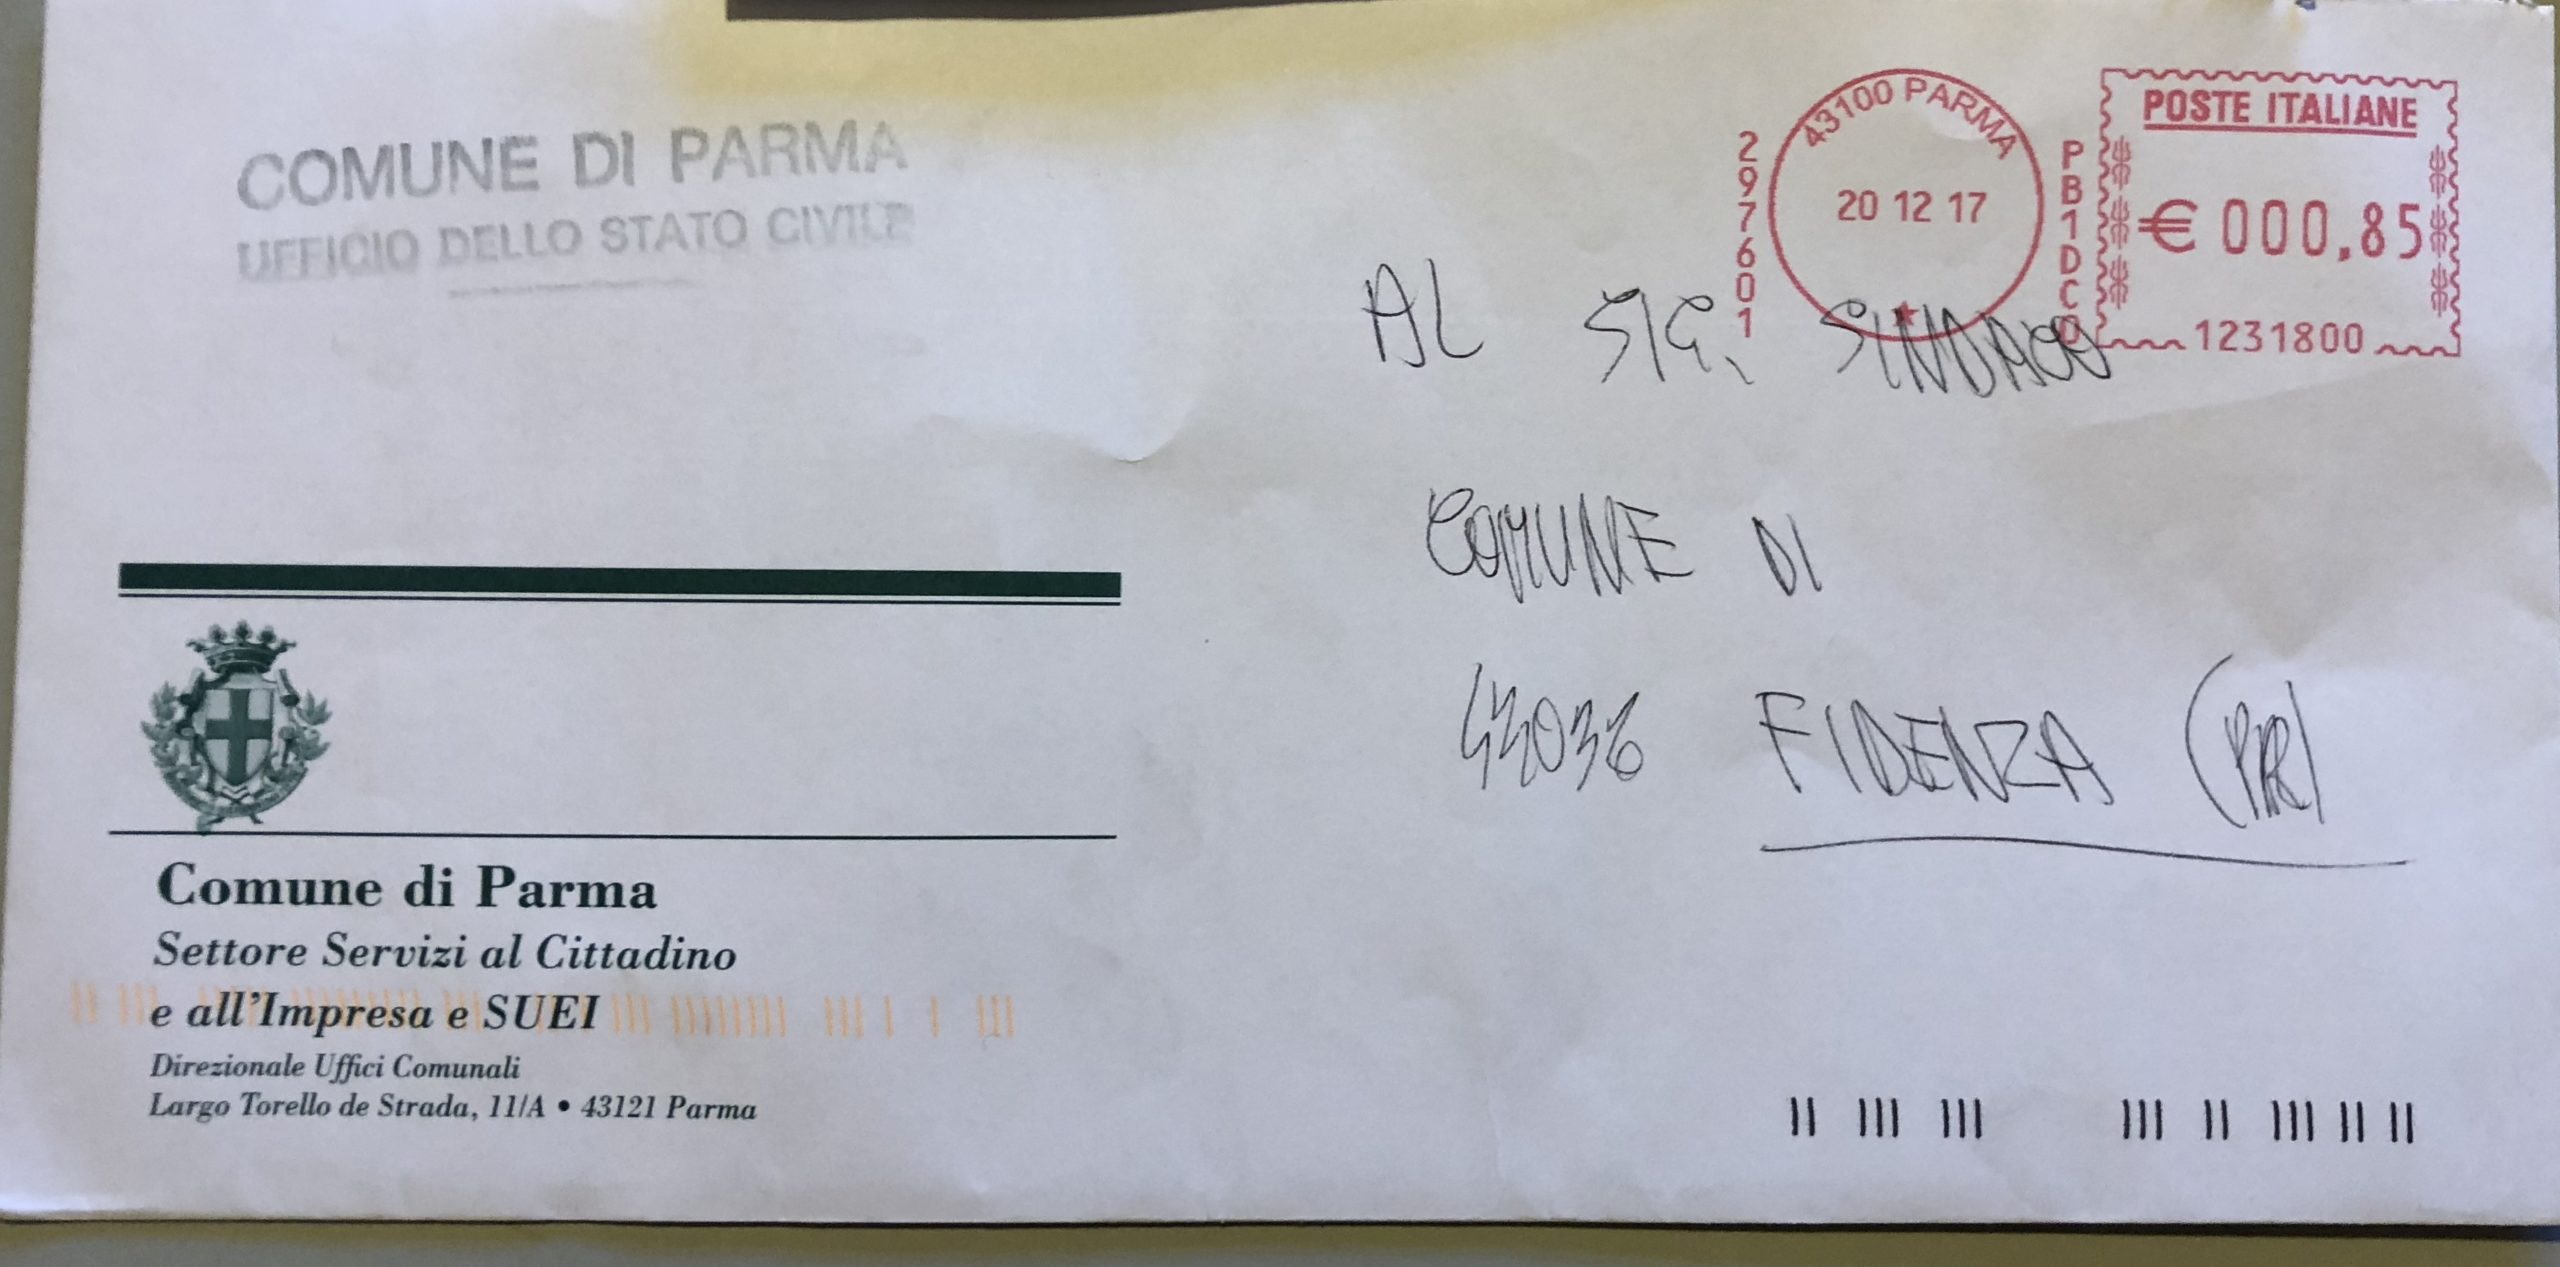 COMUNE DI PARMA
UFFICIO DELLO STATO CIVILE
297601
43100 PARMA
20 12 17
PB1DC0
POSTE ITALIANE
€ 000,85
1231800
AL SIG. SINDACO
COMUNE DI
43036 FIDENZA (PR)
Comune di Parma
Settore Servizi al Cittadino
e all'Impresa e SUEI
Direzionale Uffici Comunali
Largo Torello de Strada, 11/A • 43121 Parma